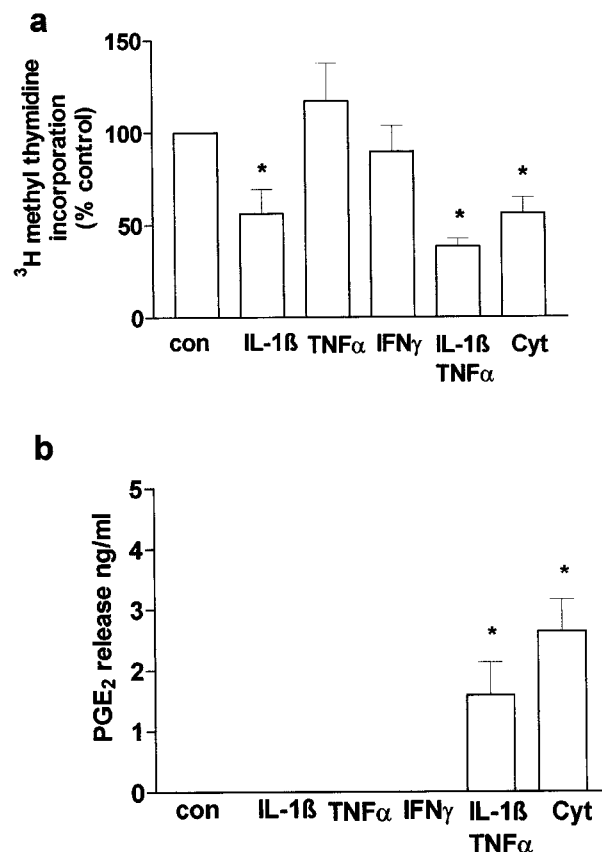 a
³H methyl thymidine
incorporation
(% control)
150
100
50
0
*
*
*
con IL-1ß TNFα IFNγ IL-1ß Cyt
TNFα
b
PGE₂ release ng/ml
5
4
3
2
1
0
*
*
con IL-1ß TNFα IFNγ IL-1ß Cyt
TNFα